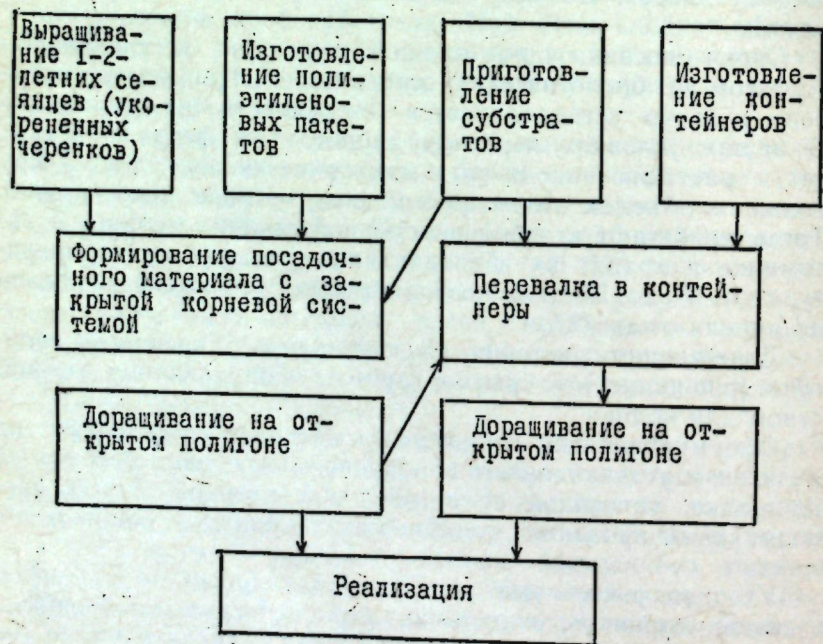 Выращива-
ние I-2-
летних се-
янцев (уко-
рененных
черенков)
Изготовле-
ние поли-
этилено-
вых паке-
тов
Приготов-
ление
субстра-
тов
Изготов-
ление кон-
тейнеров
Формирование посадоч-
ного материала с за-
крытой корневой сис-
темой
Перевалка в контей-
неры
Доращивание на от-
крытом полигоне
Доращивание на от-
крытом полигоне
Реализация